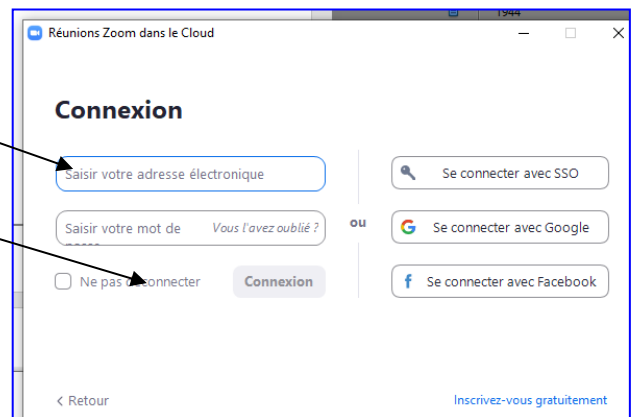 1944
Réunions Zoom dans le Cloud
Connexion
Saisir votre adresse électronique
Saisir votre mot de
Vous l'avez oublié ?
Ne pas déconnecter
Connexion
ou
Se connecter avec SSO
Se connecter avec Google
Se connecter avec Facebook
< Retour
Inscrivez-vous gratuitement